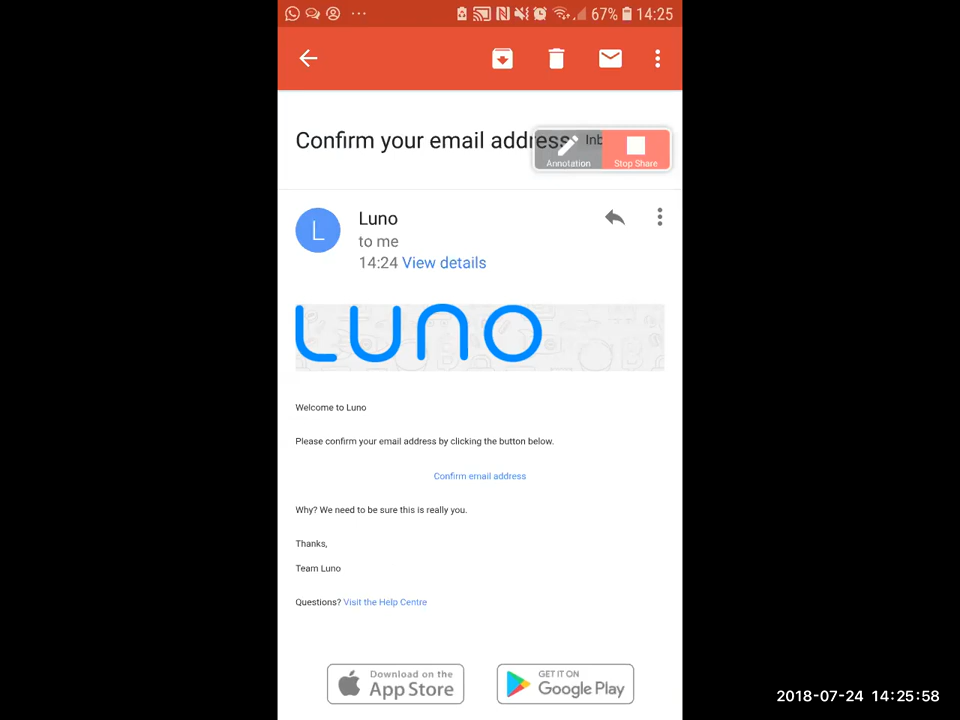 67% 14:25
Confirm your email address Inb
Annotation
Stop Share
L
Luno
to me
14:24 View details
LUNO
Welcome to Luno
Please confirm your email address by clicking the button below.
Confirm email address
Why? We need to be sure this is really you.
Thanks,
Team Luno
Questions? Visit the Help Centre
Download on the
App Store
GET IT ON
Google Play
2018-07-24 14:25:58